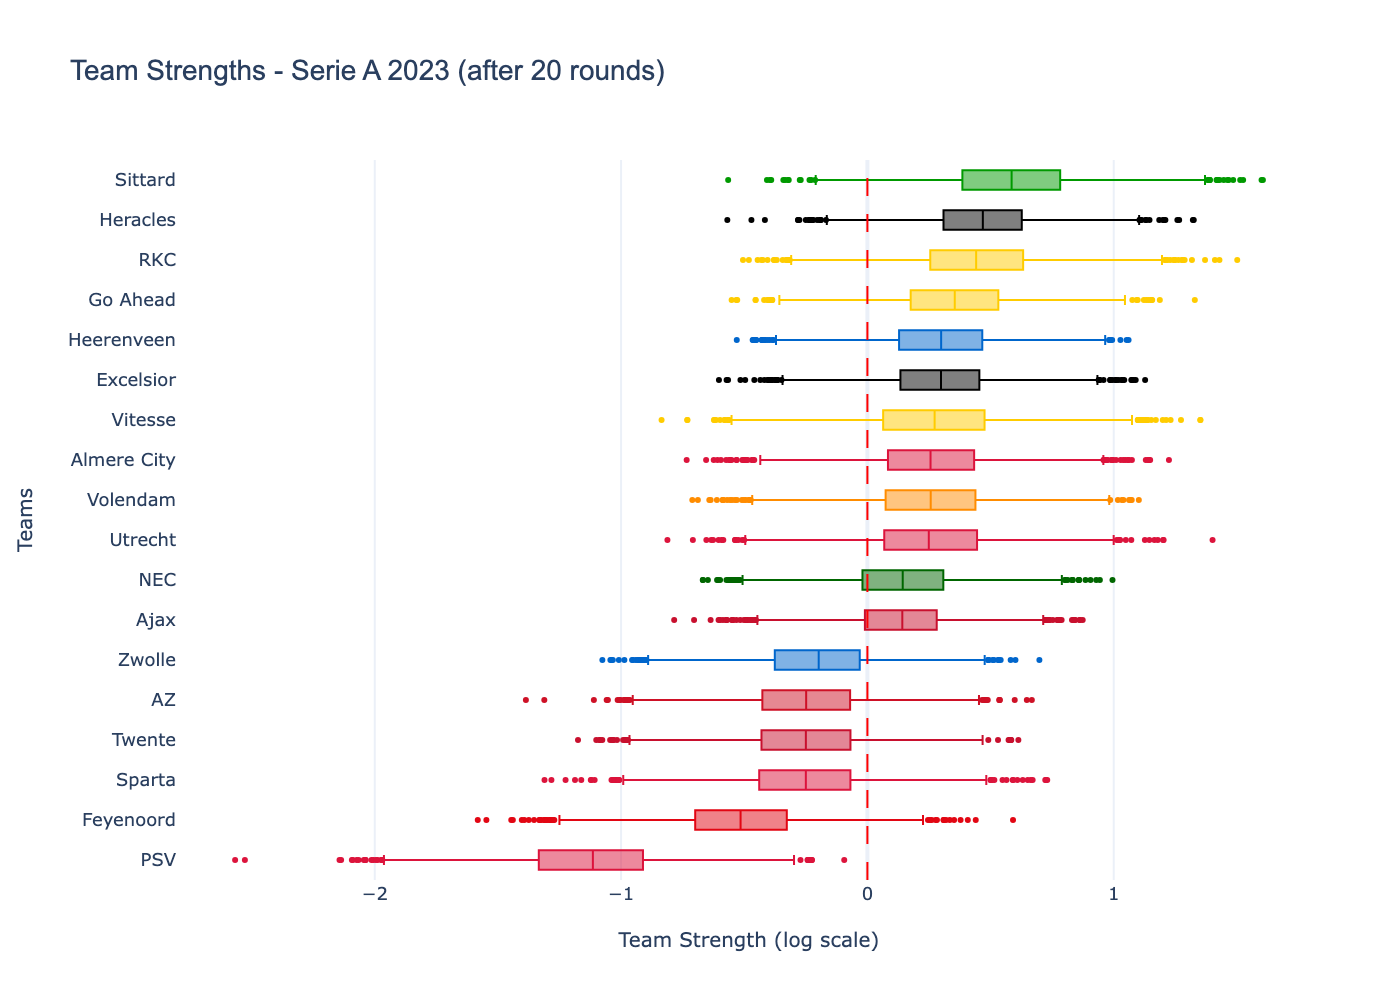 Team Strengths - Serie A 2023 (after 20 rounds)
Teams
Sittard
Heracles
RKC
Go Ahead
Heerenveen
Excelsior
Vitesse
Almere City
Volendam
Utrecht
NEC
Ajax
Zwolle
AZ
Twente
Sparta
Feyenoord
PSV
−2 −1 0 1
Team Strength (log scale)